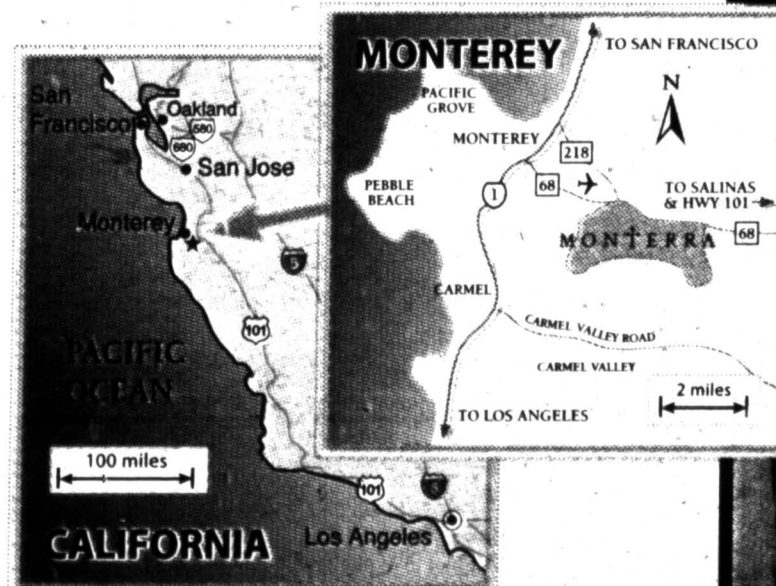 San
Francisco
Oakland
580
680
San Jose
Monterey
5
101
PACIFIC
OCEAN
100 miles
101
5
Los Angeles
CALIFORNIA
MONTEREY
TO SAN FRANCISCO
PACIFIC
GROVE
N
MONTEREY
218
68
1
PEBBLE
BEACH
TO SALINAS
& HWY 101
MONTERRA
68
CARMEL
CARMEL VALLEY ROAD
CARMEL VALLEY
2 miles
TO LOS ANGELES